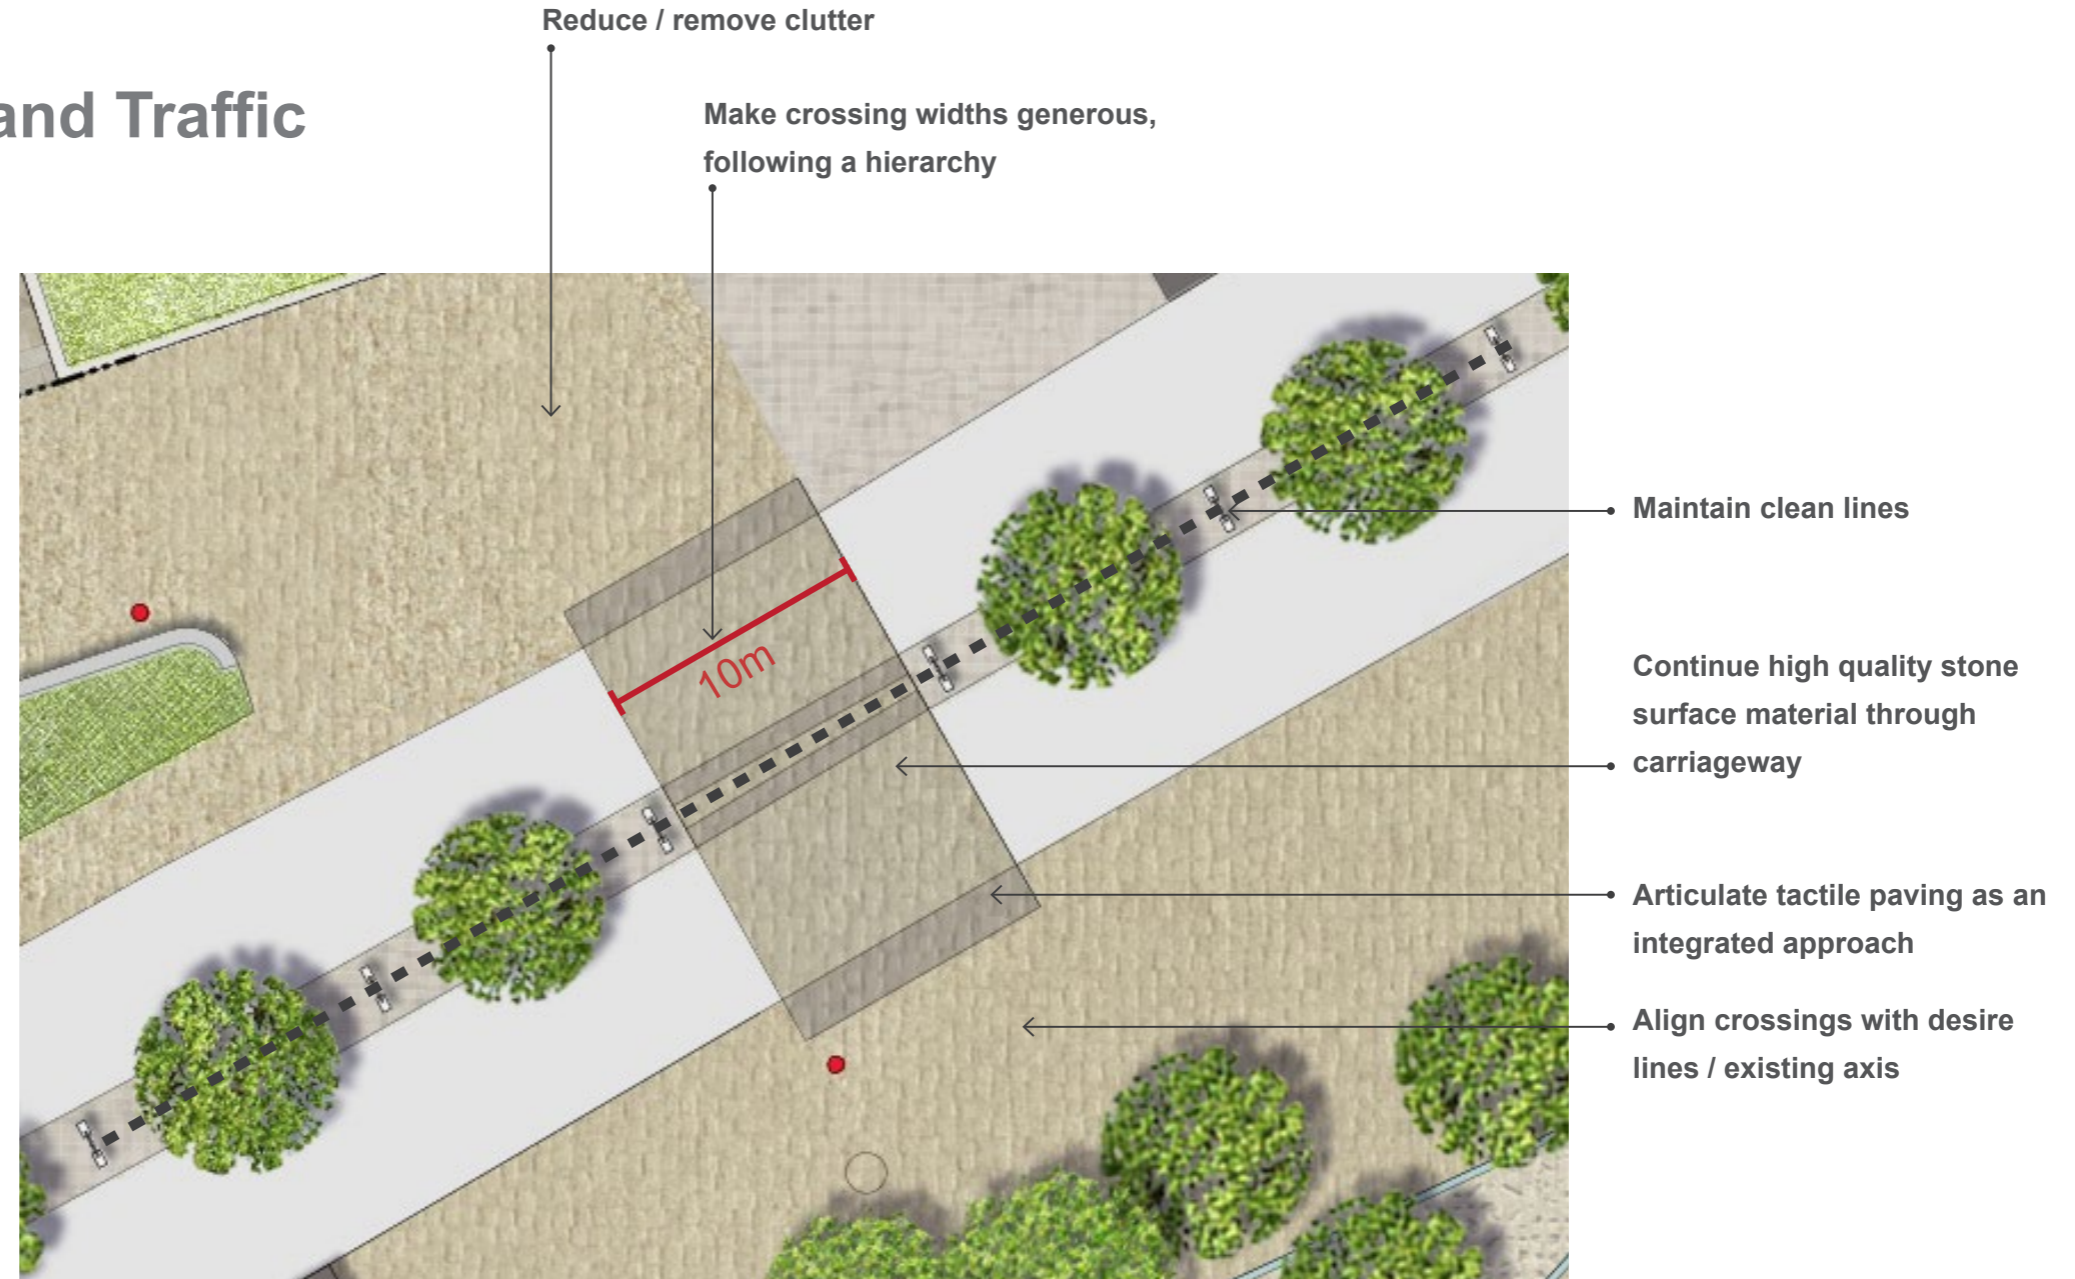 Reduce / remove clutter
and Traffic
Make crossing widths generous,
following a hierarchy
10m
Maintain clean lines
Continue high quality stone
surface material through
carriageway
Articulate tactile paving as an
integrated approach
Align crossings with desire
lines / existing axis